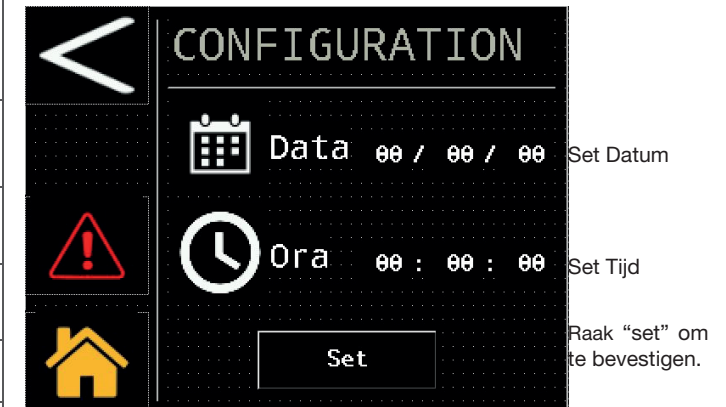 CONFIGURATION
Data 00 / 00 / 00 Set Datum
Ora 00 : 00 : 00 Set Tijd
Set
Raak “set” om
te bevestigen.